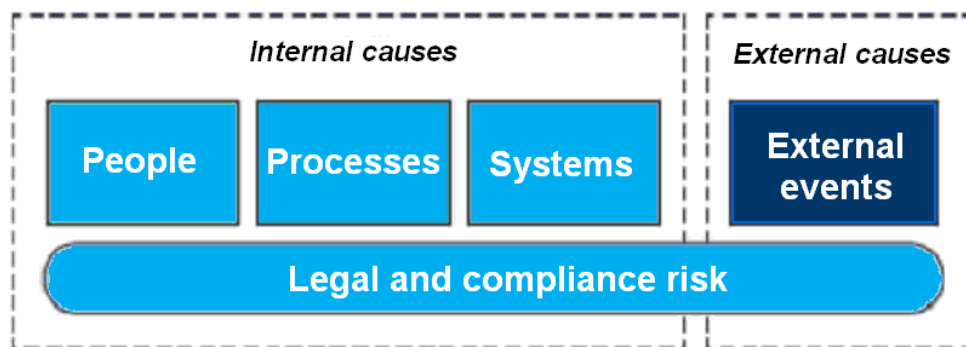 Internal causes
External causes
People
Processes
Systems
External
events
Legal and compliance risk